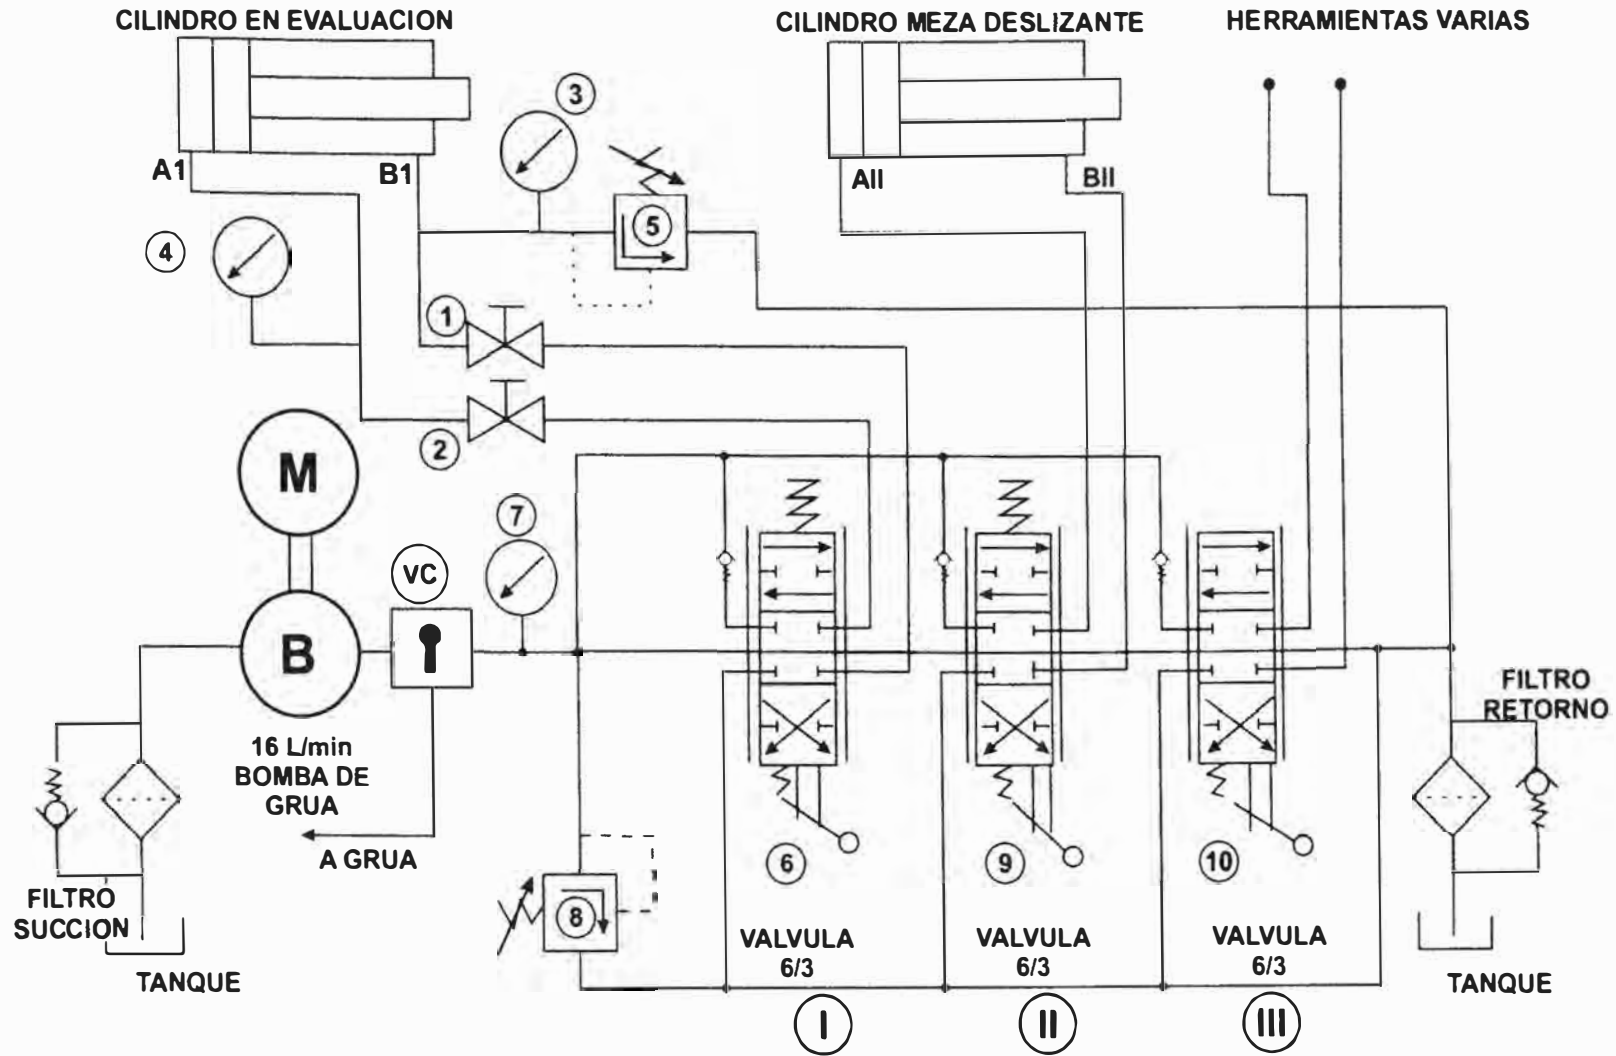 CILINDRO EN EVALUACION
CILINDRO MEZA DESLIZANTE
HERRAMIENTAS VARIAS
3
A1
B1
5
AII
BII
4
1
2
M
7
VC
B
16 L/min
BOMBA DE
GRUA
A GRUA
FILTRO
RETORNO
6
9
10
FILTRO
SUCCION
8
VALVULA
6/3
VALVULA
6/3
VALVULA
6/3
TANQUE
TANQUE
I
II
III